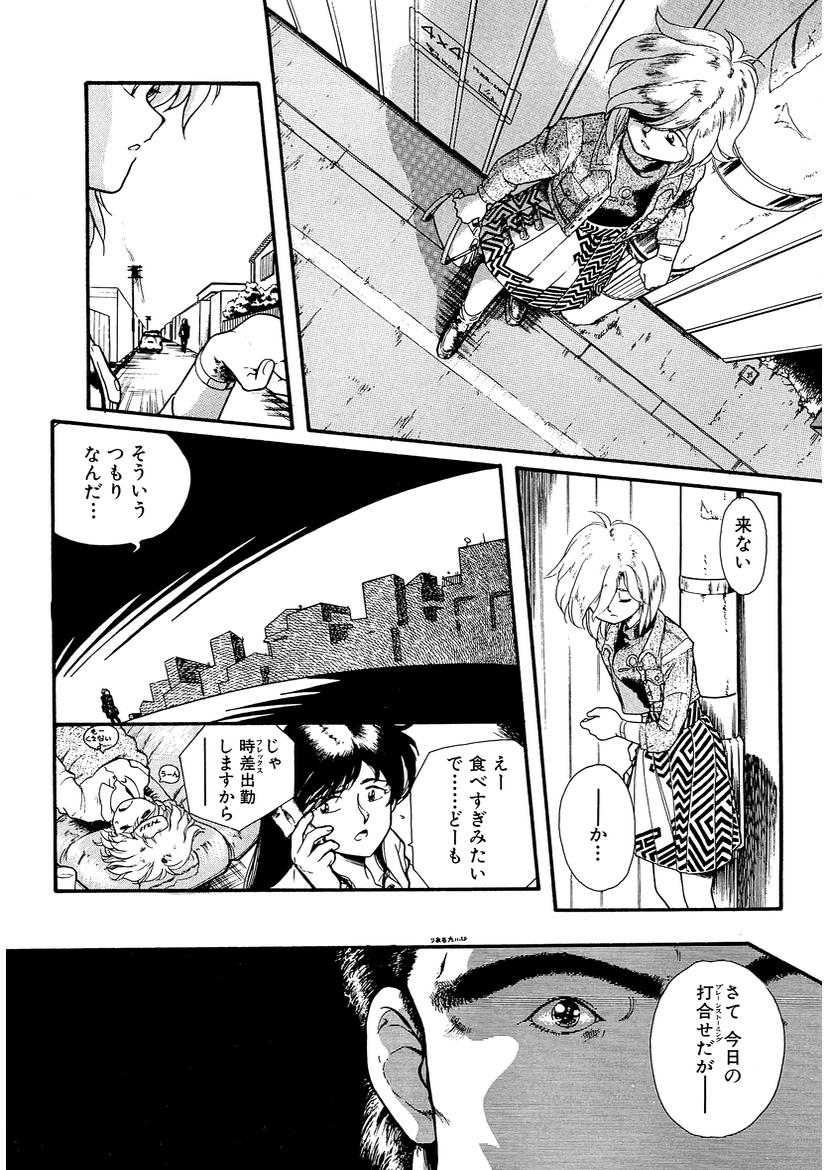 4×4
来ない
――か…
そういう
つもり
なんだ…
えー
食べすぎみたい
で……どーも
じゃ
時差出勤
フレックス
しますから
――
うーん
もー
くえない
さて 今日の
打合せだが――
ブレーンストーミング